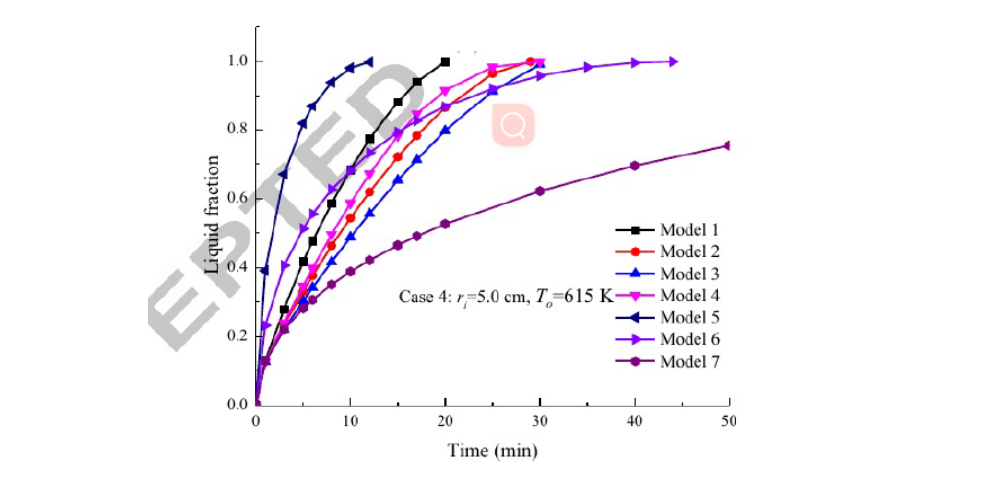 EPTED
1.0
0.8
0.6
0.4
0.2
0.0
Liquid fraction
0
10
20
30
40
50
Time (min)
Case 4: rᵢ=5.0 cm, Tₒ=615 K
Model 1
Model 2
Model 3
Model 4
Model 5
Model 6
Model 7